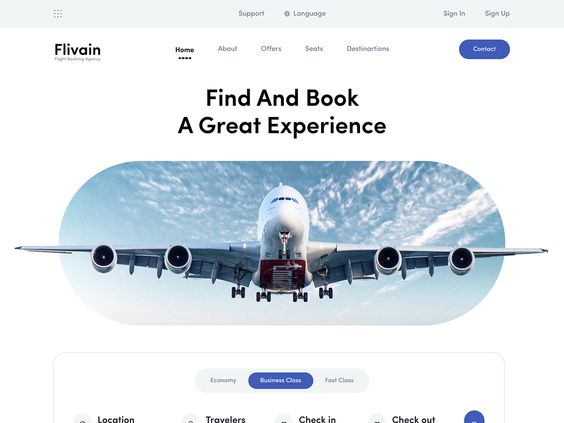 Support Language Sign In Sign Up
Flivain
Flight Booking Agency
Home About Offers Seats Destinartions Contact
Find And Book
A Great Experience
Economy Business Class Fast Class
Location Travelers Check in Check out